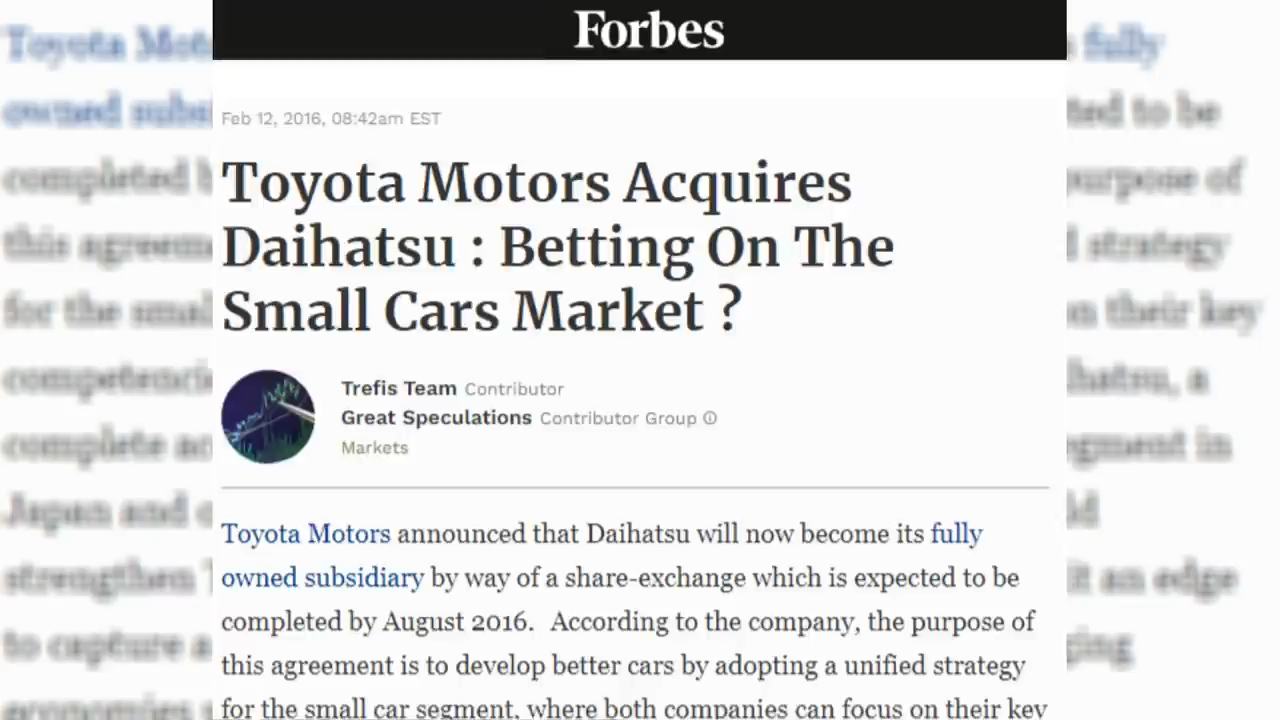 Forbes
Feb 12, 2016, 08:42am EST
Toyota Motors Acquires
Daihatsu : Betting On The
Small Cars Market ?
Trefis Team Contributor
Great Speculations Contributor Group
Markets
Toyota Motors announced that Daihatsu will now become its fully
owned subsidiary by way of a share-exchange which is expected to be
completed by August 2016. According to the company, the purpose of
this agreement is to develop better cars by adopting a unified strategy
for the small car segment, where both companies can focus on their key